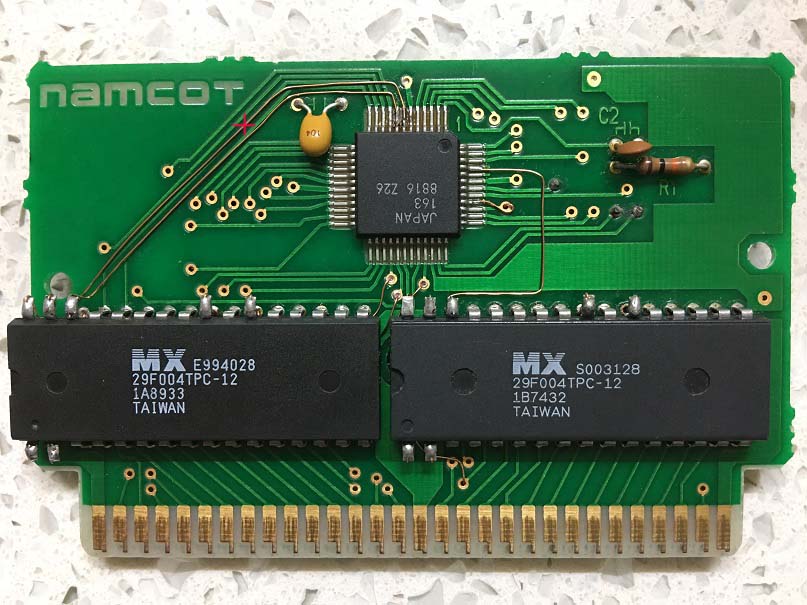 namcot
104
C2
R1
1
JAPAN
163
8816 Z26
MX E994028
29F004TPC-12
1A8933
TAIWAN
MX S003128
29F004TPC-12
1B7432
TAIWAN